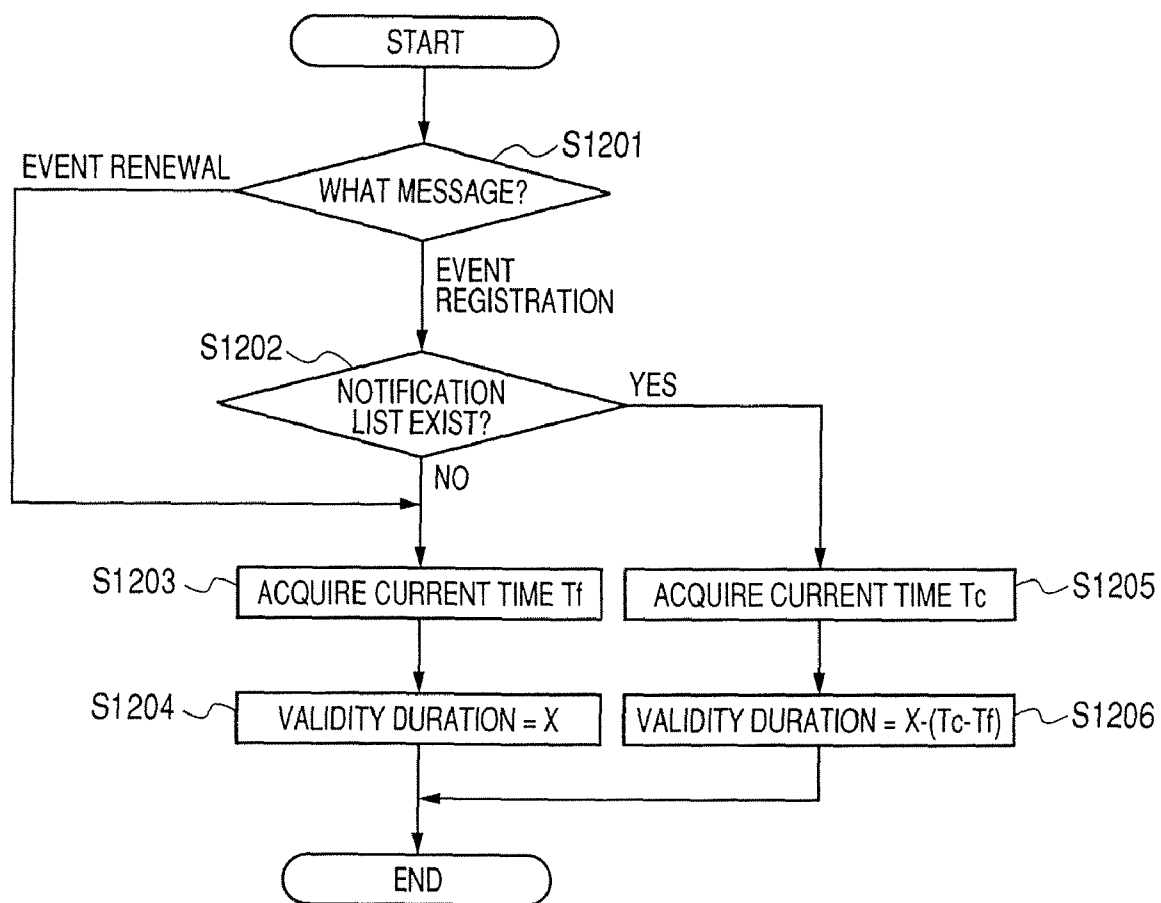 START
S1201
EVENT RENEWAL
WHAT MESSAGE?
EVENT
REGISTRATION
S1202
NOTIFICATION
LIST EXIST?
YES
NO
S1203
ACQUIRE CURRENT TIME Tf
ACQUIRE CURRENT TIME Tc
S1205
S1204
VALIDITY DURATION = X
VALIDITY DURATION = X-(Tc-Tf)
S1206
END